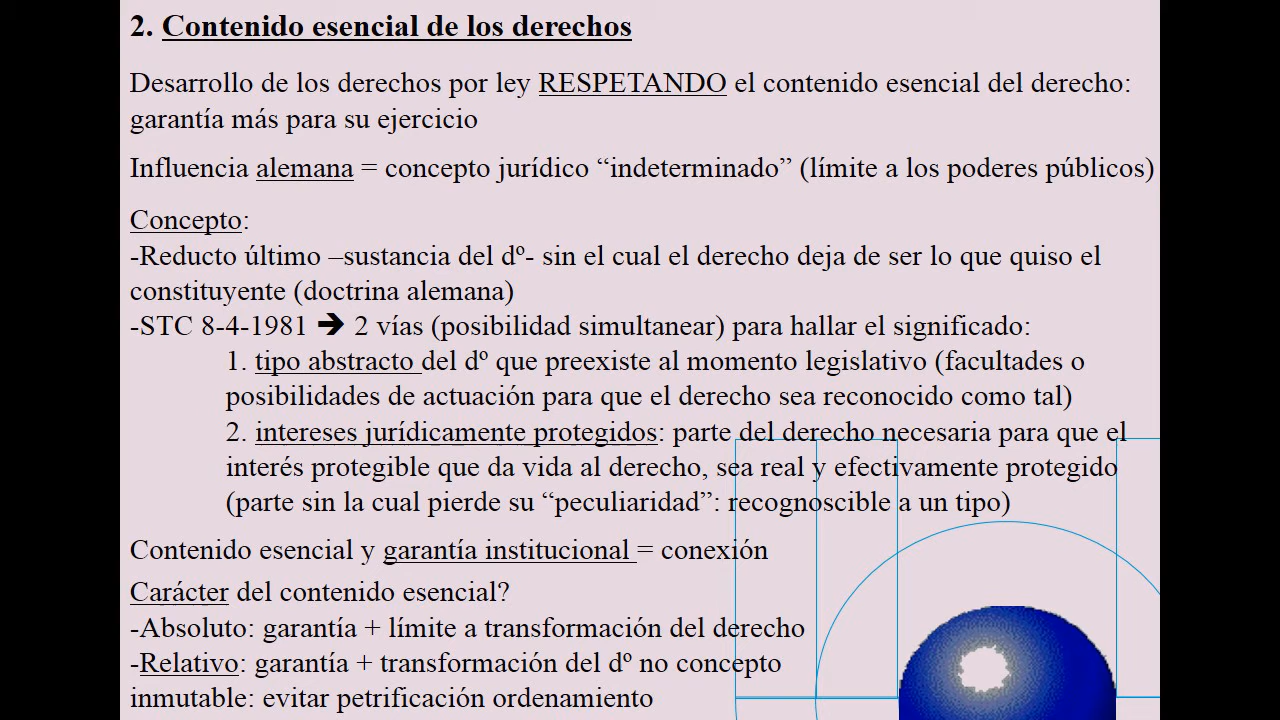 2. Contenido esencial de los derechos
Desarrollo de los derechos por ley RESPETANDO el contenido esencial del derecho:
garantía más para su ejercicio
Influencia alemana = concepto jurídico “indeterminado” (límite a los poderes públicos)
Concepto:
-Reducto último –sustancia del dº- sin el cual el derecho deja de ser lo que quiso el
constituyente (doctrina alemana)
-STC 8-4-1981 ➔ 2 vías (posibilidad simultanear) para hallar el significado:
1. tipo abstracto del dº que preexiste al momento legislativo (facultades o
posibilidades de actuación para que el derecho sea reconocido como tal)
2. intereses jurídicamente protegidos: parte del derecho necesaria para que el
interés protegible que da vida al derecho, sea real y efectivamente protegido
(parte sin la cual pierde su “peculiaridad”: recognoscible a un tipo)
Contenido esencial y garantía institucional = conexión
Carácter del contenido esencial?
-Absoluto: garantía + límite a transformación del derecho
-Relativo: garantía + transformación del dº no concepto
inmutable: evitar petrificación ordenamiento